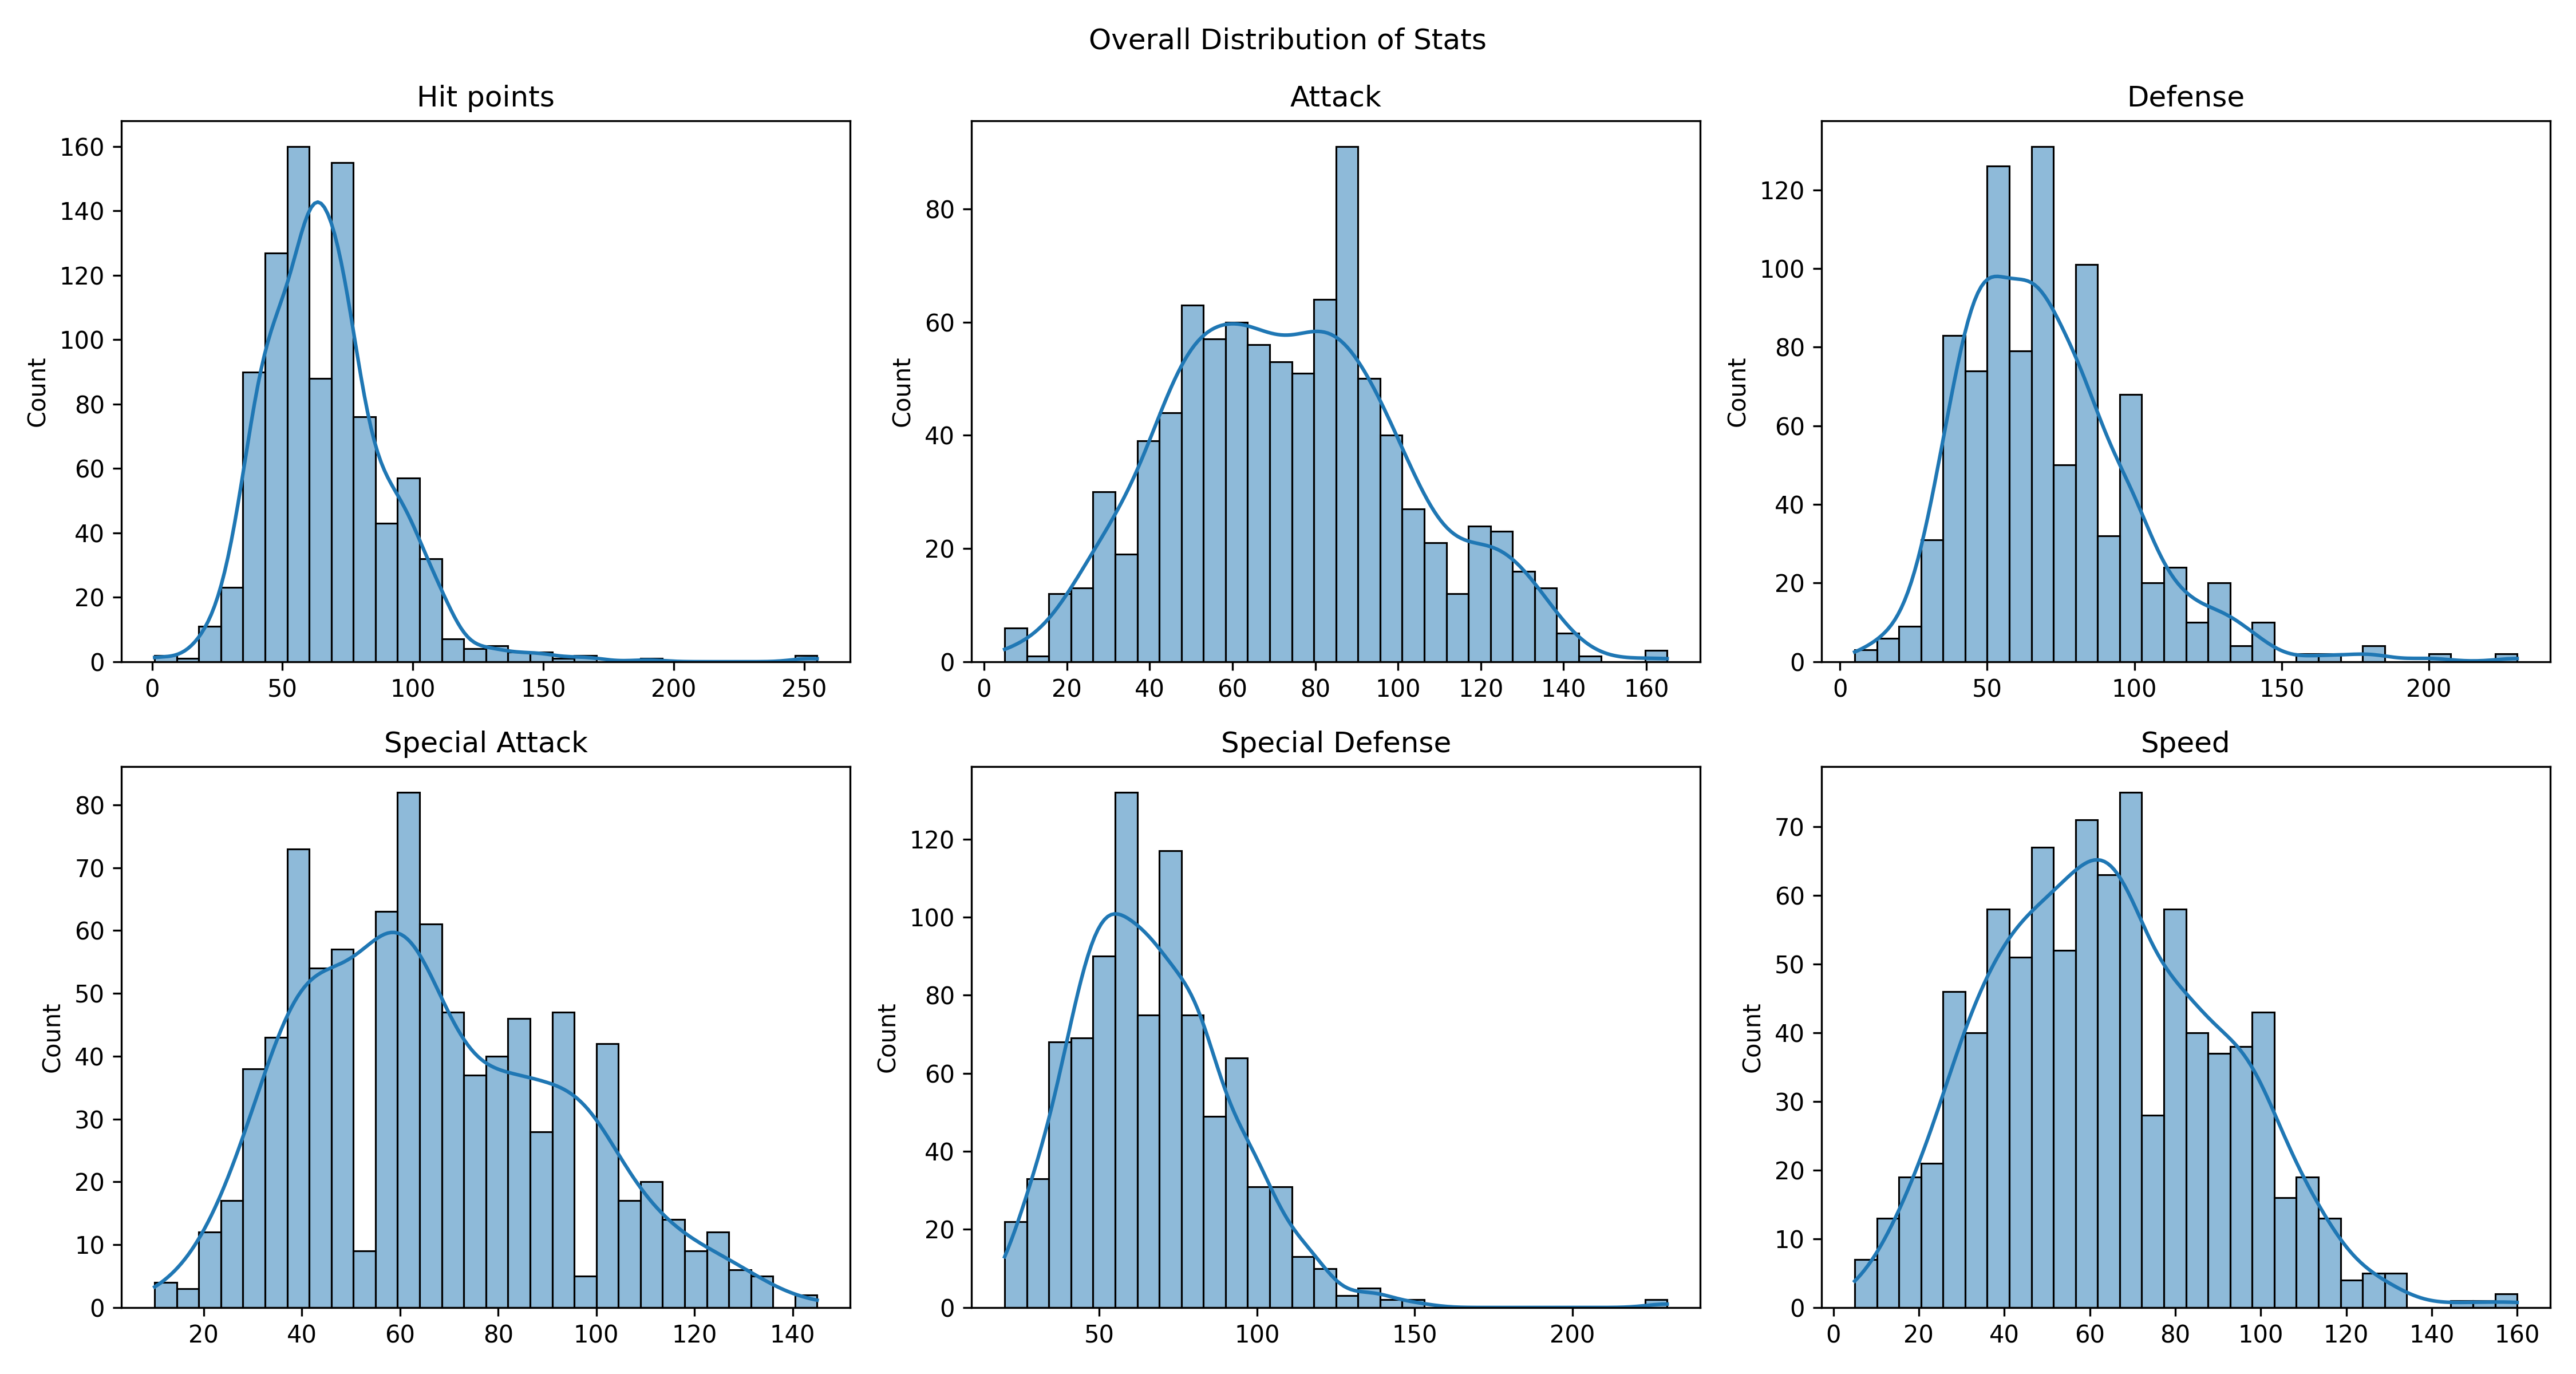 Overall Distribution of Stats
Hit points
Attack
Defense
160
140
120
100
80
60
40
20
0
Count
0 50 100 150 200 250
80
60
40
20
0
Count
0 20 40 60 80 100 120 140 160
120
100
80
60
40
20
0
Count
0 50 100 150 200
Special Attack
Special Defense
Speed
80
70
60
50
40
30
20
10
0
Count
20 40 60 80 100 120 140
120
100
80
60
40
20
0
Count
50 100 150 200
70
60
50
40
30
20
10
0
Count
0 20 40 60 80 100 120 140 160